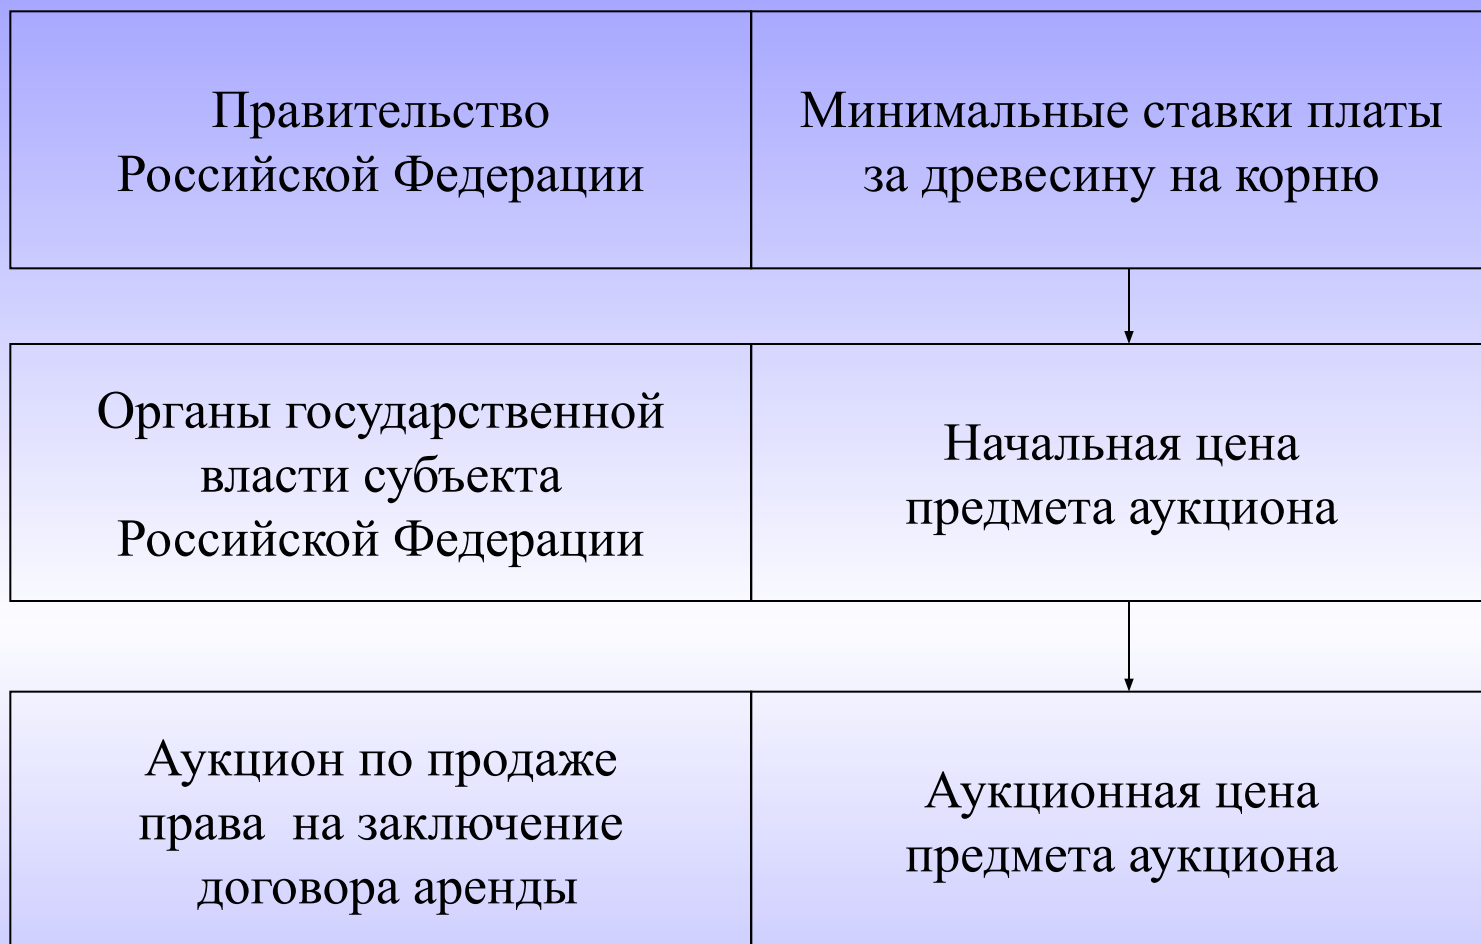 Правительство
Российской Федерации
Минимальные ставки платы
за древесину на корню
Органы государственной
власти субъекта
Российской Федерации
Начальная цена
предмета аукциона
Аукцион по продаже
права  на заключение
договора аренды
Аукционная цена
предмета аукциона